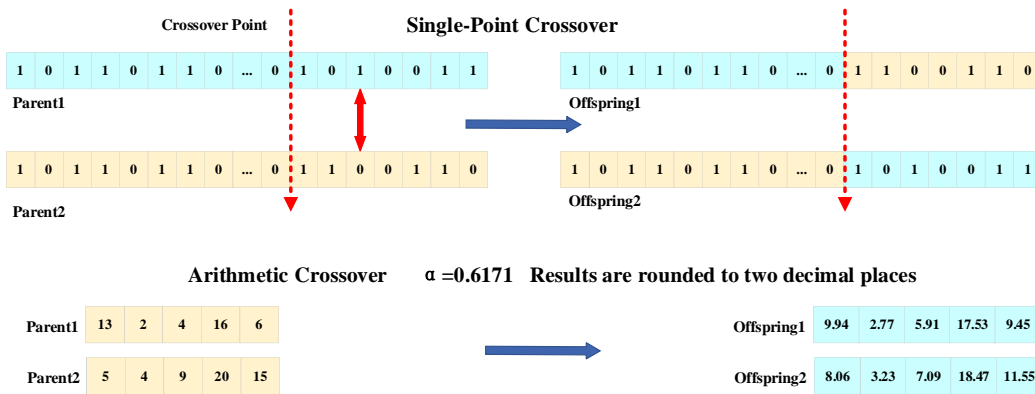 Crossover Point Single-Point Crossover
1 0 1 1 0 1 1 0 ... 0 1 0 1 0 0 1 1 1 0 1 1 0 1 1 0 ... 0 1 1 0 0 1 1 0
Parent1 Offspring1
1 0 1 1 0 1 1 0 ... 0 1 1 0 0 1 1 0 1 0 1 1 0 1 1 0 ... 0 1 0 1 0 0 1 1
Parent2 Offspring2
Arithmetic Crossover α=0.6171 Results are rounded to two decimal places
Parent1 13 2 4 16 6 Offspring1 9.94 2.77 5.91 17.53 9.45
Parent2 5 4 9 20 15 Offspring2 8.06 3.23 7.09 18.47 11.55